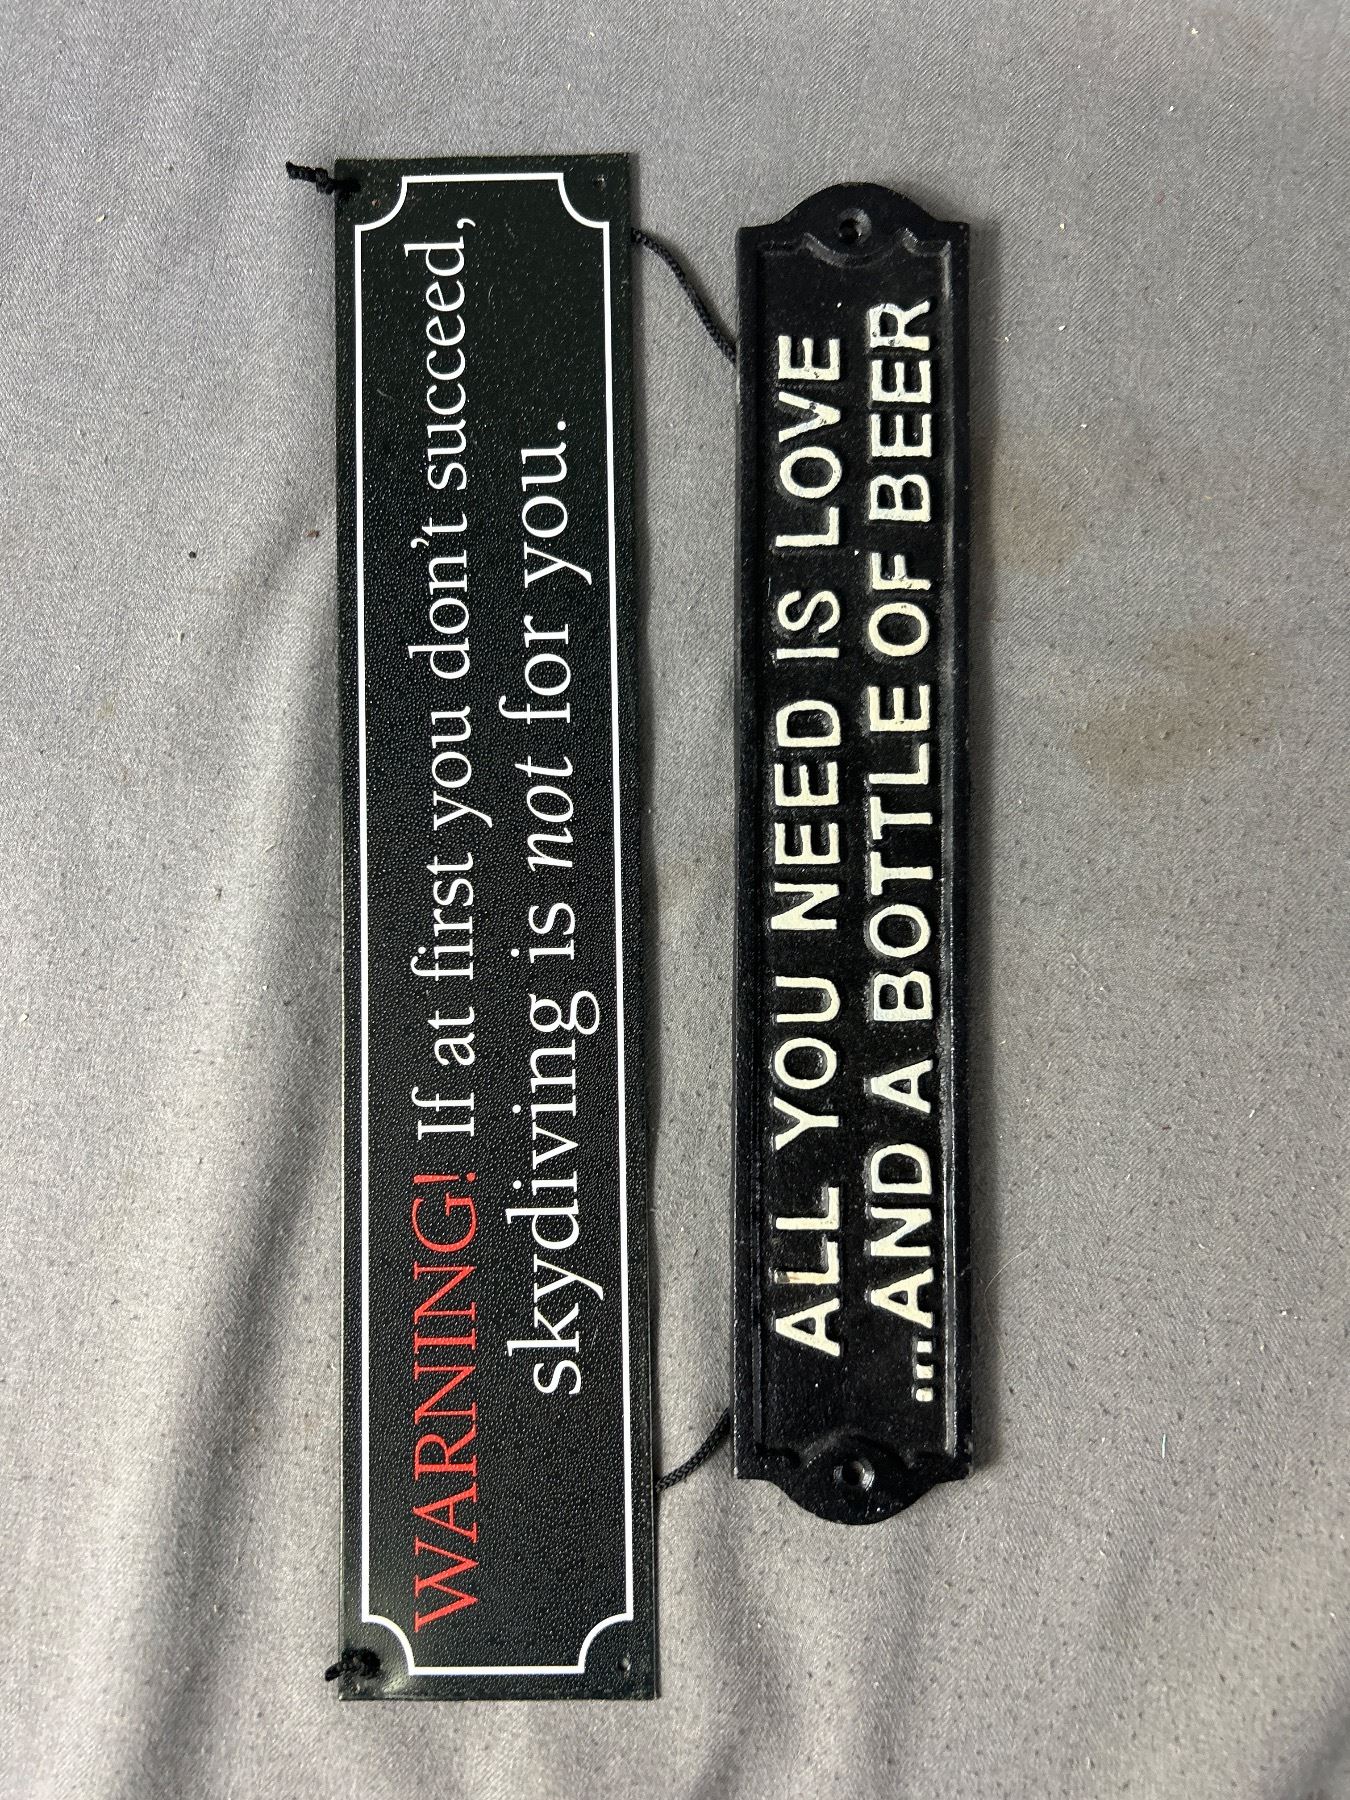 WARNING! If at first you don’t succeed,
skydiving is not for you.
ALL YOU NEED IS LOVE
...AND A BOTTLE OF BEER